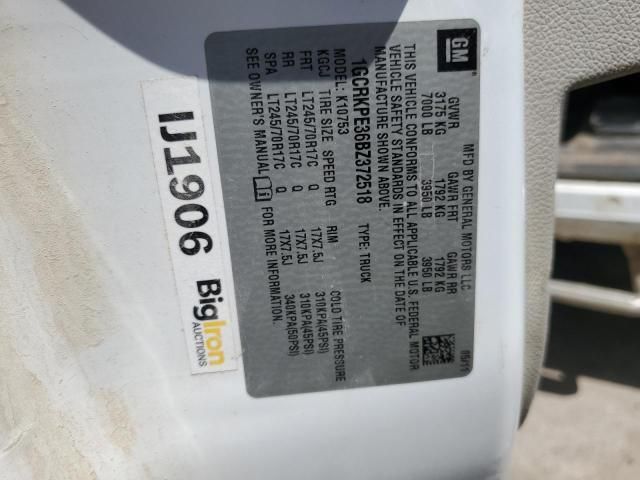 GM
MFD BY GENERAL MOTORS LLC
GVWR GAWR FRT GAWR RR
3175 KG 1792 KG 1792 KG
7000 LB 3950 LB 3950 LB
05/11
THIS VEHICLE CONFORMS TO ALL APPLICABLE U.S. FEDERAL MOTOR
VEHICLE SAFETY STANDARDS IN EFFECT ON THE DATE OF
MANUFACTURE SHOWN ABOVE.
1GCRKPE36BZ372518 TYPE: TRUCK
MODEL: K10753
KGCJ TIRE SIZE SPEED RTG RIM COLD TIRE PRESSURE
FRT LT245/70R17C Q 17X7.5J 310KPA(45PSI)
RR LT245/70R17C Q 17X7.5J 310KPA(45PSI)
SPA LT245/70R17C Q 17X7.5J 340KPA(50PSI)
SEE OWNER'S MANUAL FOR MORE INFORMATION
IJ1906 BigIron
AUCTIONS